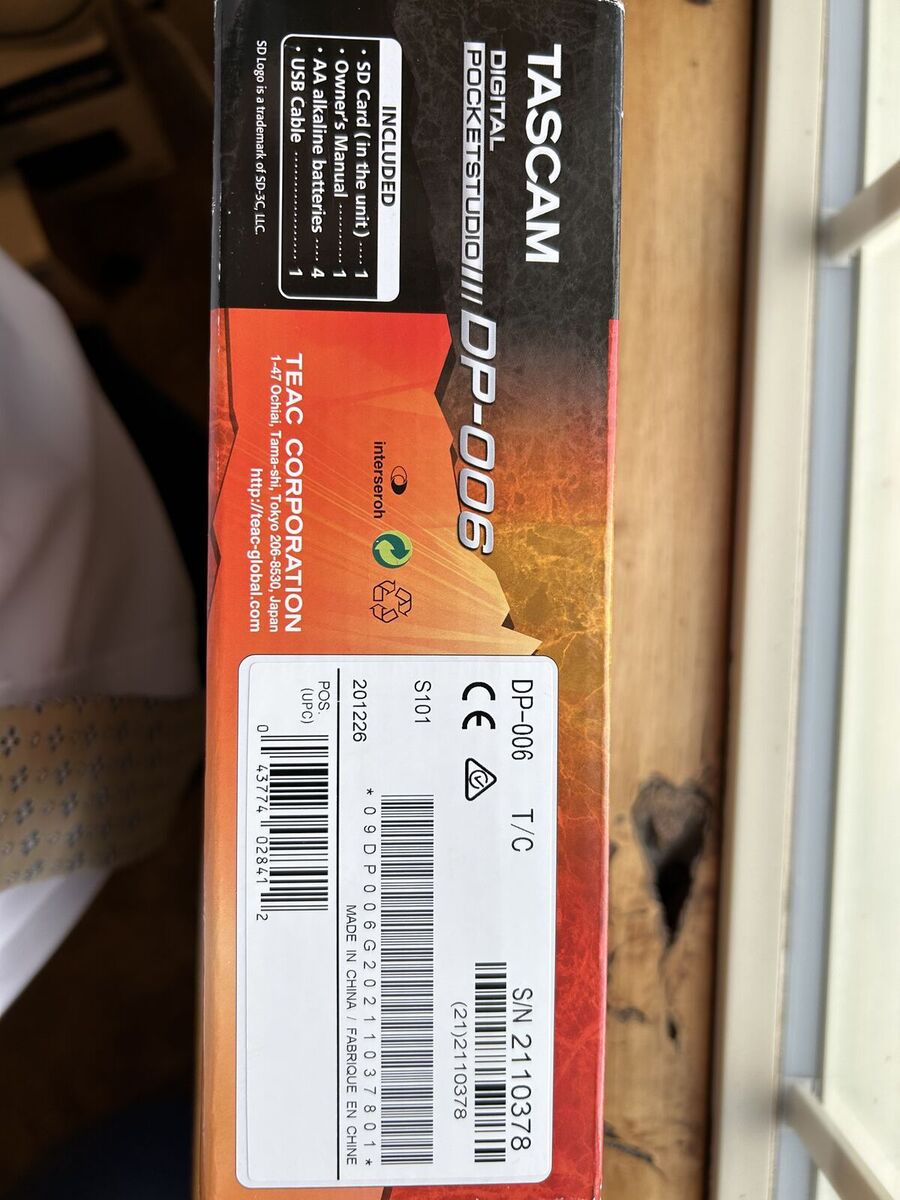 TASCAM
DIGITAL
POCKETSTUDIO //// DP-006
INCLUDED
• SD Card ( in the unit ) .... 1
• Owner's Manual .......... 1
• AA alkaline batteries .... 4
• USB Cable ................ 1
SD Logo is a trademark of SD-3C, LLC.
interseroh
TEAC CORPORATION
1-47 Ochiai, Tama-shi, Tokyo 206-8530, Japan
http://teac-global.com
DP-006 T/C
S/N 2110378
CE
(21)2110378
S101
*09DP006G20211037801*
201226
MADE IN CHINA / FABRIQUE EN CHINE
POS.
(UPC)
0 43774 02841 2